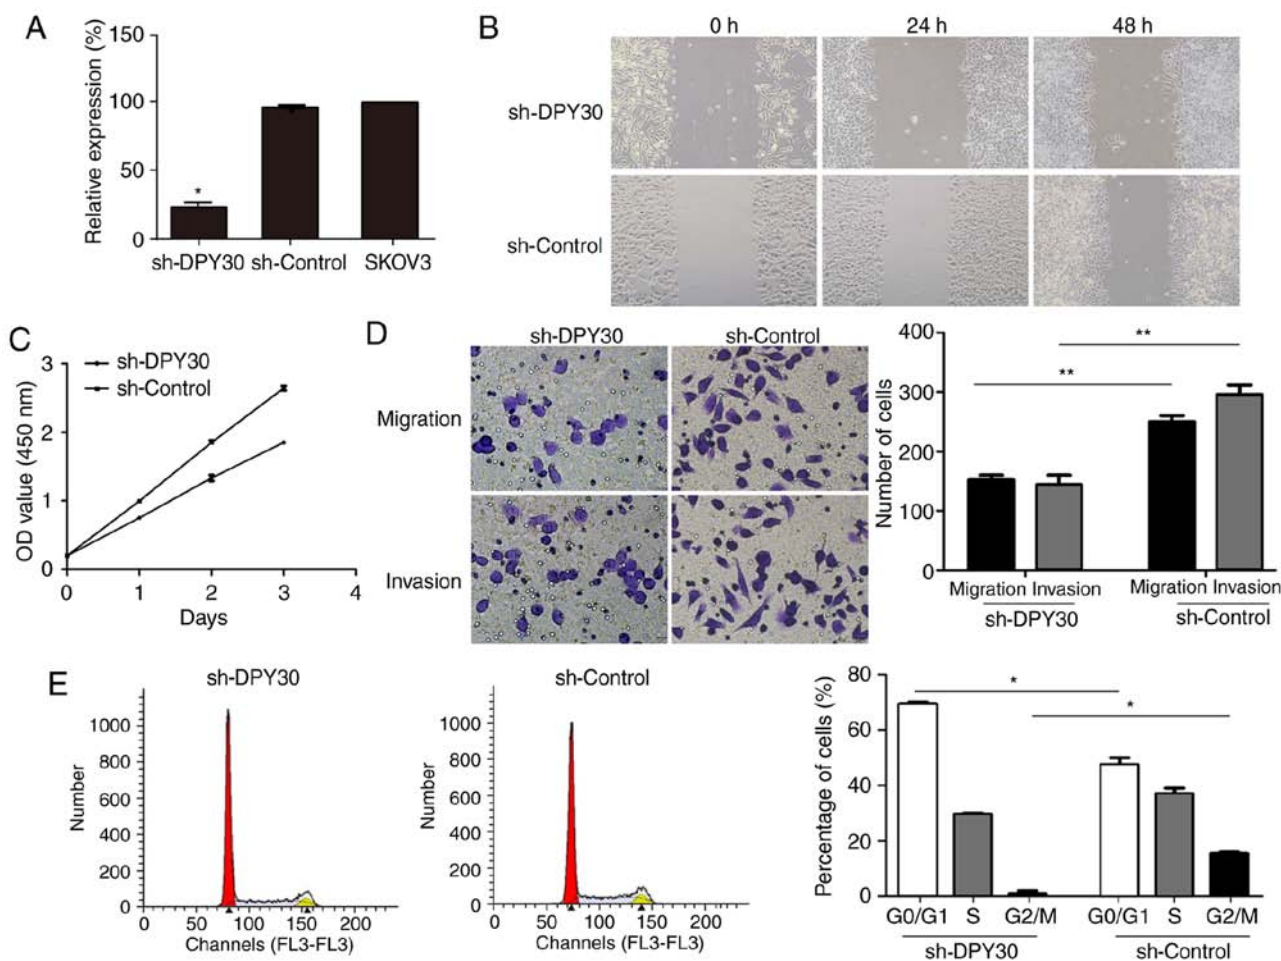 A
Relative expression (%)
150
100
50
0
*
sh-DPY30 sh-Control SKOV3
B
0 h 24 h 48 h
sh-DPY30
sh-Control
C
OD value (450 nm)
3
2
1
0
sh-DPY30
sh-Control
0 1 2 3 4
Days
D
sh-DPY30 sh-Control
Migration
Invasion
Number of cells
400
300
200
100
0
**
**
Migration Invasion Migration Invasion
sh-DPY30 sh-Control
E
sh-DPY30
Number
1000
800
600
400
200
0
0 50 100 150 200
Channels (FL3-FL3)
sh-Control
Number
1000
800
600
400
200
0
0 50 100 150 200
Channels (FL3-FL3)
Percentage of cells (%)
80
60
40
20
0
*
*
G0/G1 S G2/M G0/G1 S G2/M
sh-DPY30 sh-Control